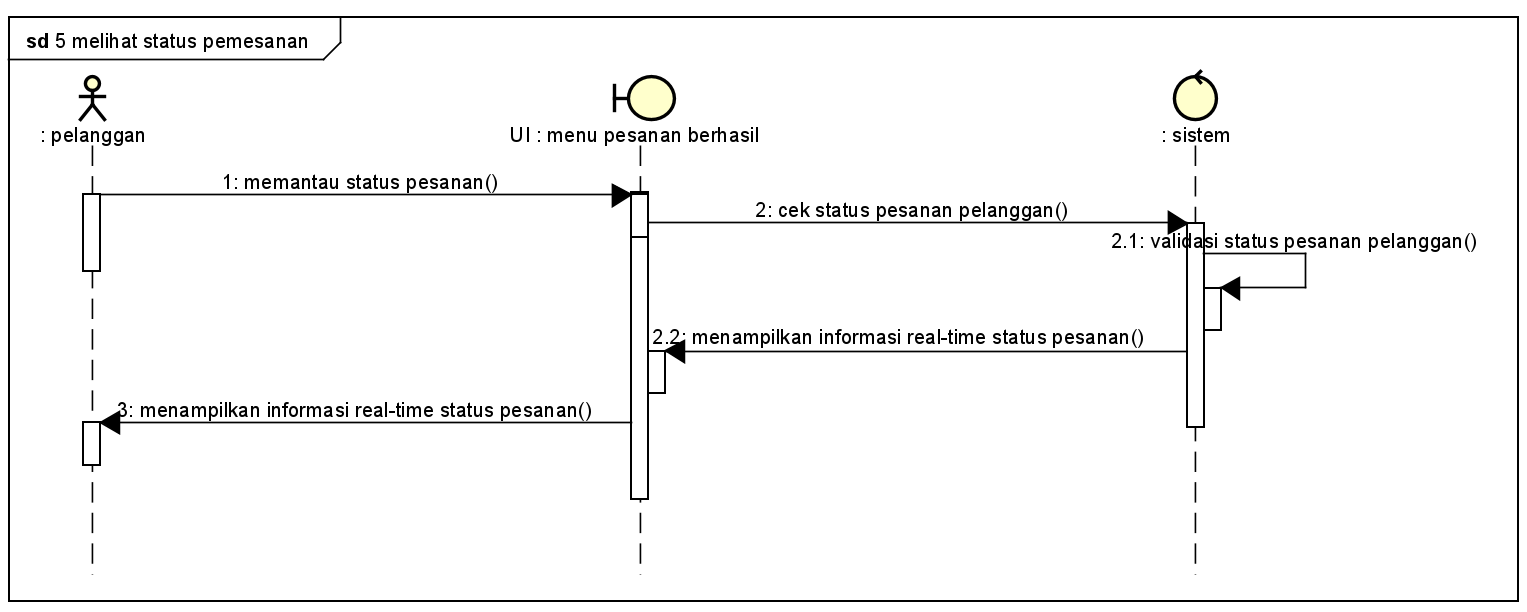 sd 5 melihat status pemesanan
: pelanggan
UI : menu pesanan berhasil
: sistem
1: memantau status pesanan()
2: cek status pesanan pelanggan()
2.1: validasi status pesanan pelanggan()
2.2: menampilkan informasi real-time status pesanan()
3: menampilkan informasi real-time status pesanan()